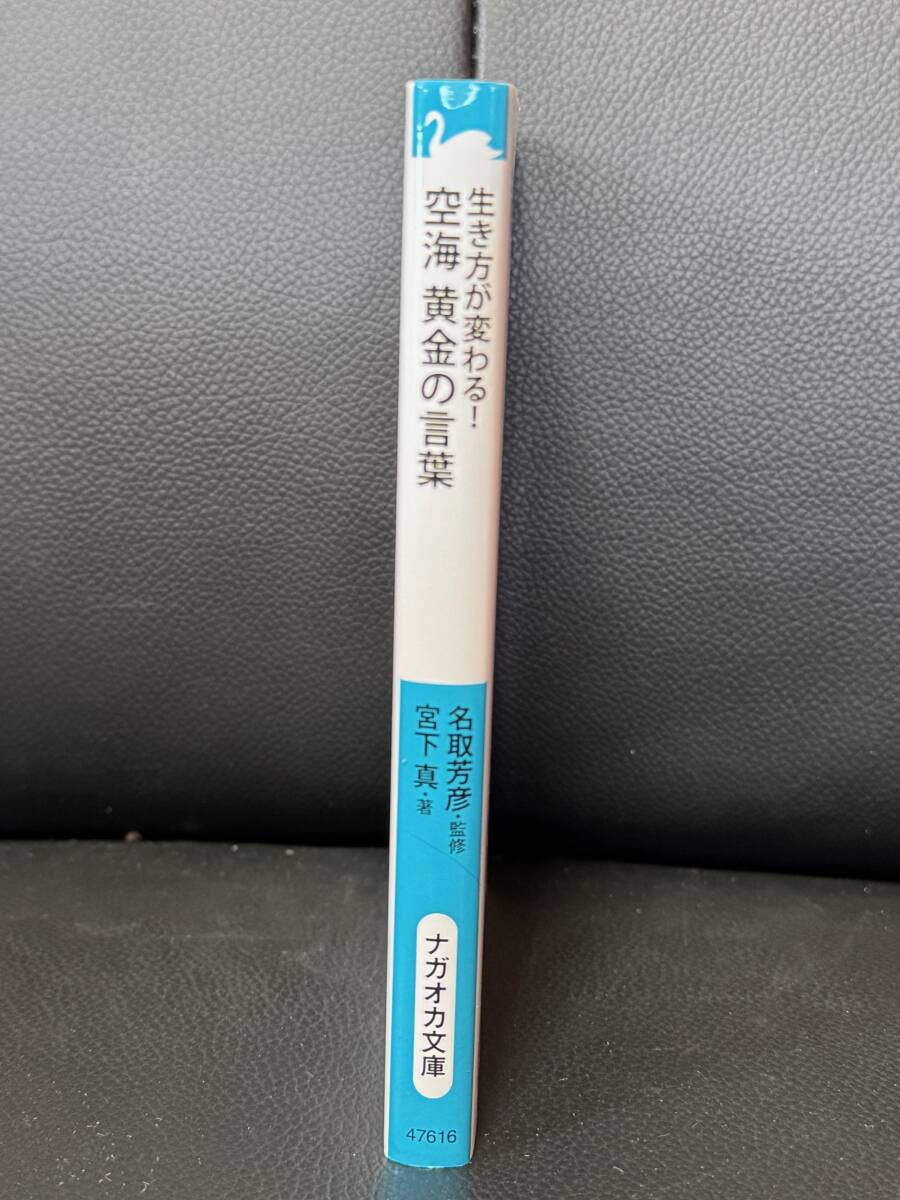 生き方が変わる!
空海 黄金の言葉
名取芳彦・監修
宮下 真・著
ナガオカ文庫
47616